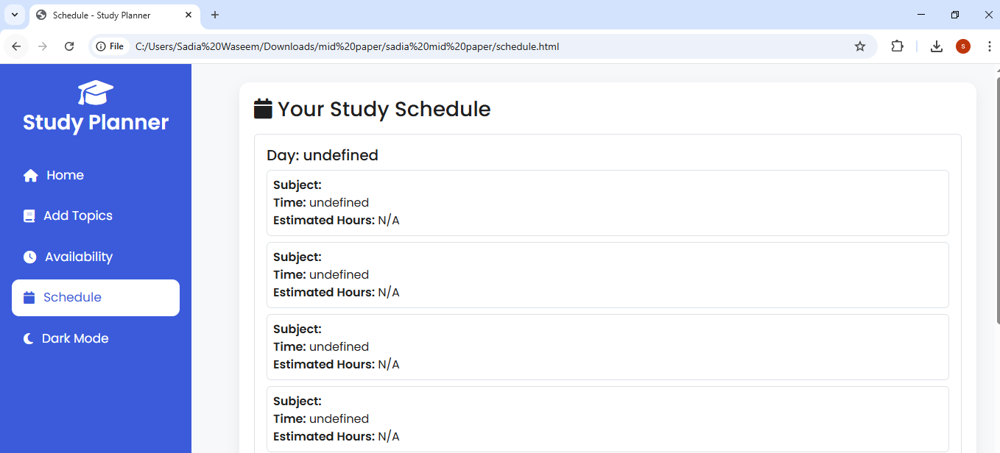 Schedule - Study Planner
File C:/Users/Sadia%20Waseem/Downloads/mid%20paper/sadia%20mid%20paper/schedule.html
S
Study Planner
Home
Add Topics
Availability
Schedule
Dark Mode
Your Study Schedule
Day: undefined
Subject:
Time: undefined
Estimated Hours: N/A
Subject:
Time: undefined
Estimated Hours: N/A
Subject:
Time: undefined
Estimated Hours: N/A
Subject:
Time: undefined
Estimated Hours: N/A